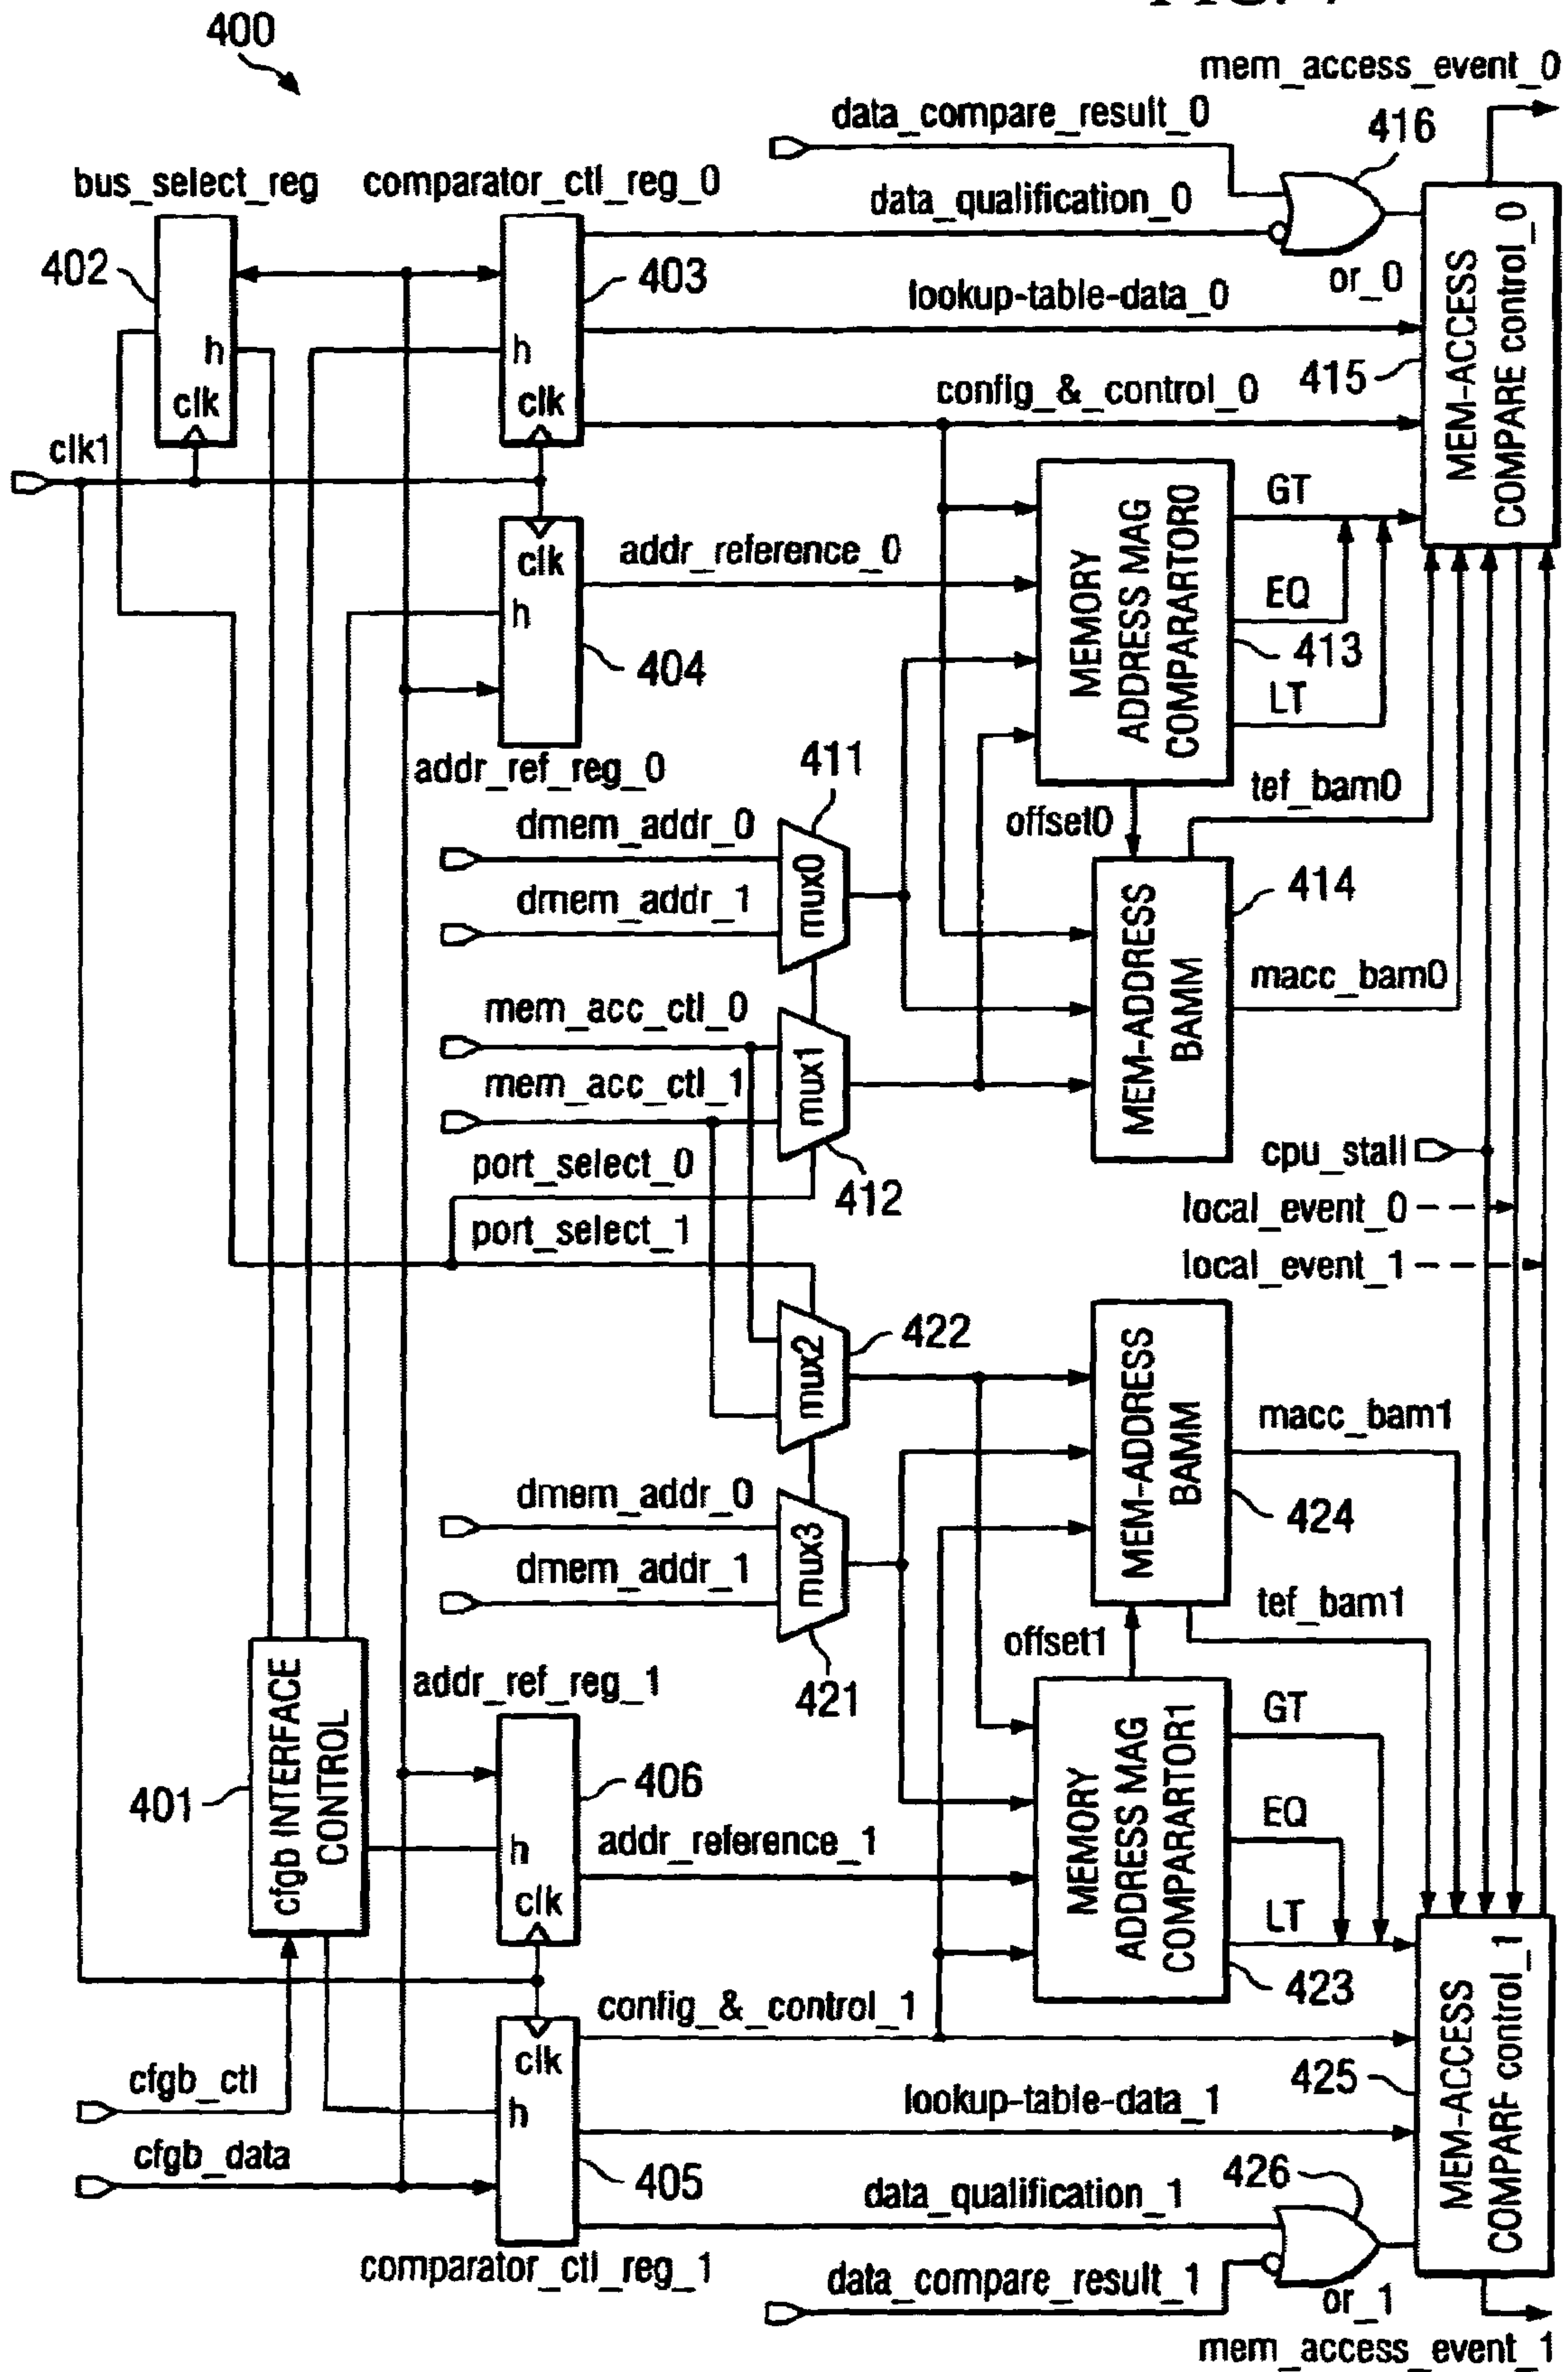 400
mem_access_event_0
data_compare_result_0
416
bus_select_reg
comparator_ctl_reg_0
data_qualification_0
402
403
or_0
lookup-table-data_0
h
h
415
MEM-ACCESS
COMPARE control_0
clk
clk
config_&_control_0
clk1
GT
clk
addr_reference_0
MEMORY
ADDRESS MAG
COMPARARTOR0
h
EQ
413
404
LT
addr_ref_reg_0
411
tef_bam0
offset0
dmem_addr_0
mux0
dmem_addr_1
414
MEM-ADDRESS
BAMM
macc_bam0
mem_acc_ctl_0
mux1
mem_acc_ctl_1
cpu_stall
port_select_0
412
local_event_0
port_select_1
local_event_1
422
mux2
MEM-ADDRESS
BAMM
macc_bam1
dmem_addr_0
424
mux3
dmem_addr_1
tef_bam1
offset1
cfgb INTERFACE
CONTROL
addr_ref_reg_1
421
GT
MEMORY
ADDRESS MAG
COMPARARTOR1
406
401
EQ
h
addr_reference_1
clk
LT
423
config_&_control_1
MEM-ACCESS
COMPARF control_1
clk
cfgb_ctl
425
h
lookup-table-data_1
cfgb_data
405
426
data_qualification_1
comparator_ctl_reg_1
data_compare_result_1
or_1
mem_access_event_1